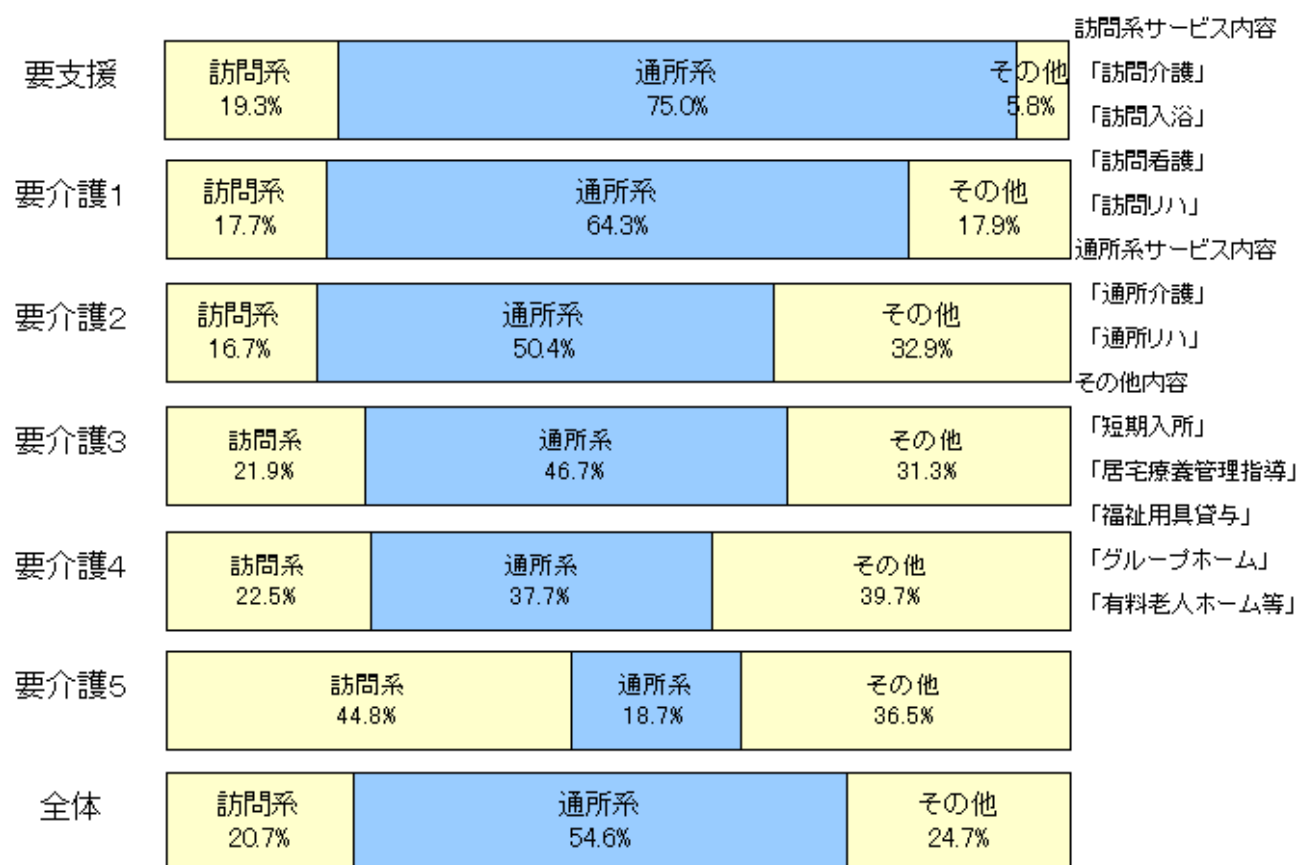 訪問系サービス内容
「訪問介護」
「訪問入浴」
「訪問看護」
「訪問リハ」
通所系サービス内容
「通所介護」
「通所リハ」
その他内容
「短期入所」
「居宅療養管理指導」
「福祉用具貸与」
「グループホーム」
「有料老人ホーム等」
要支援
訪問系 通所系 その他
19.3% 75.0% 5.8%
要介護1
訪問系 通所系 その他
17.7% 64.3% 17.9%
要介護2
訪問系 通所系 その他
16.7% 50.4% 32.9%
要介護3
訪問系 通所系 その他
21.9% 46.7% 31.3%
要介護4
訪問系 通所系 その他
22.5% 37.7% 39.7%
要介護5
訪問系 通所系 その他
44.8% 18.7% 36.5%
全体
訪問系 通所系 その他
20.7% 54.6% 24.7%